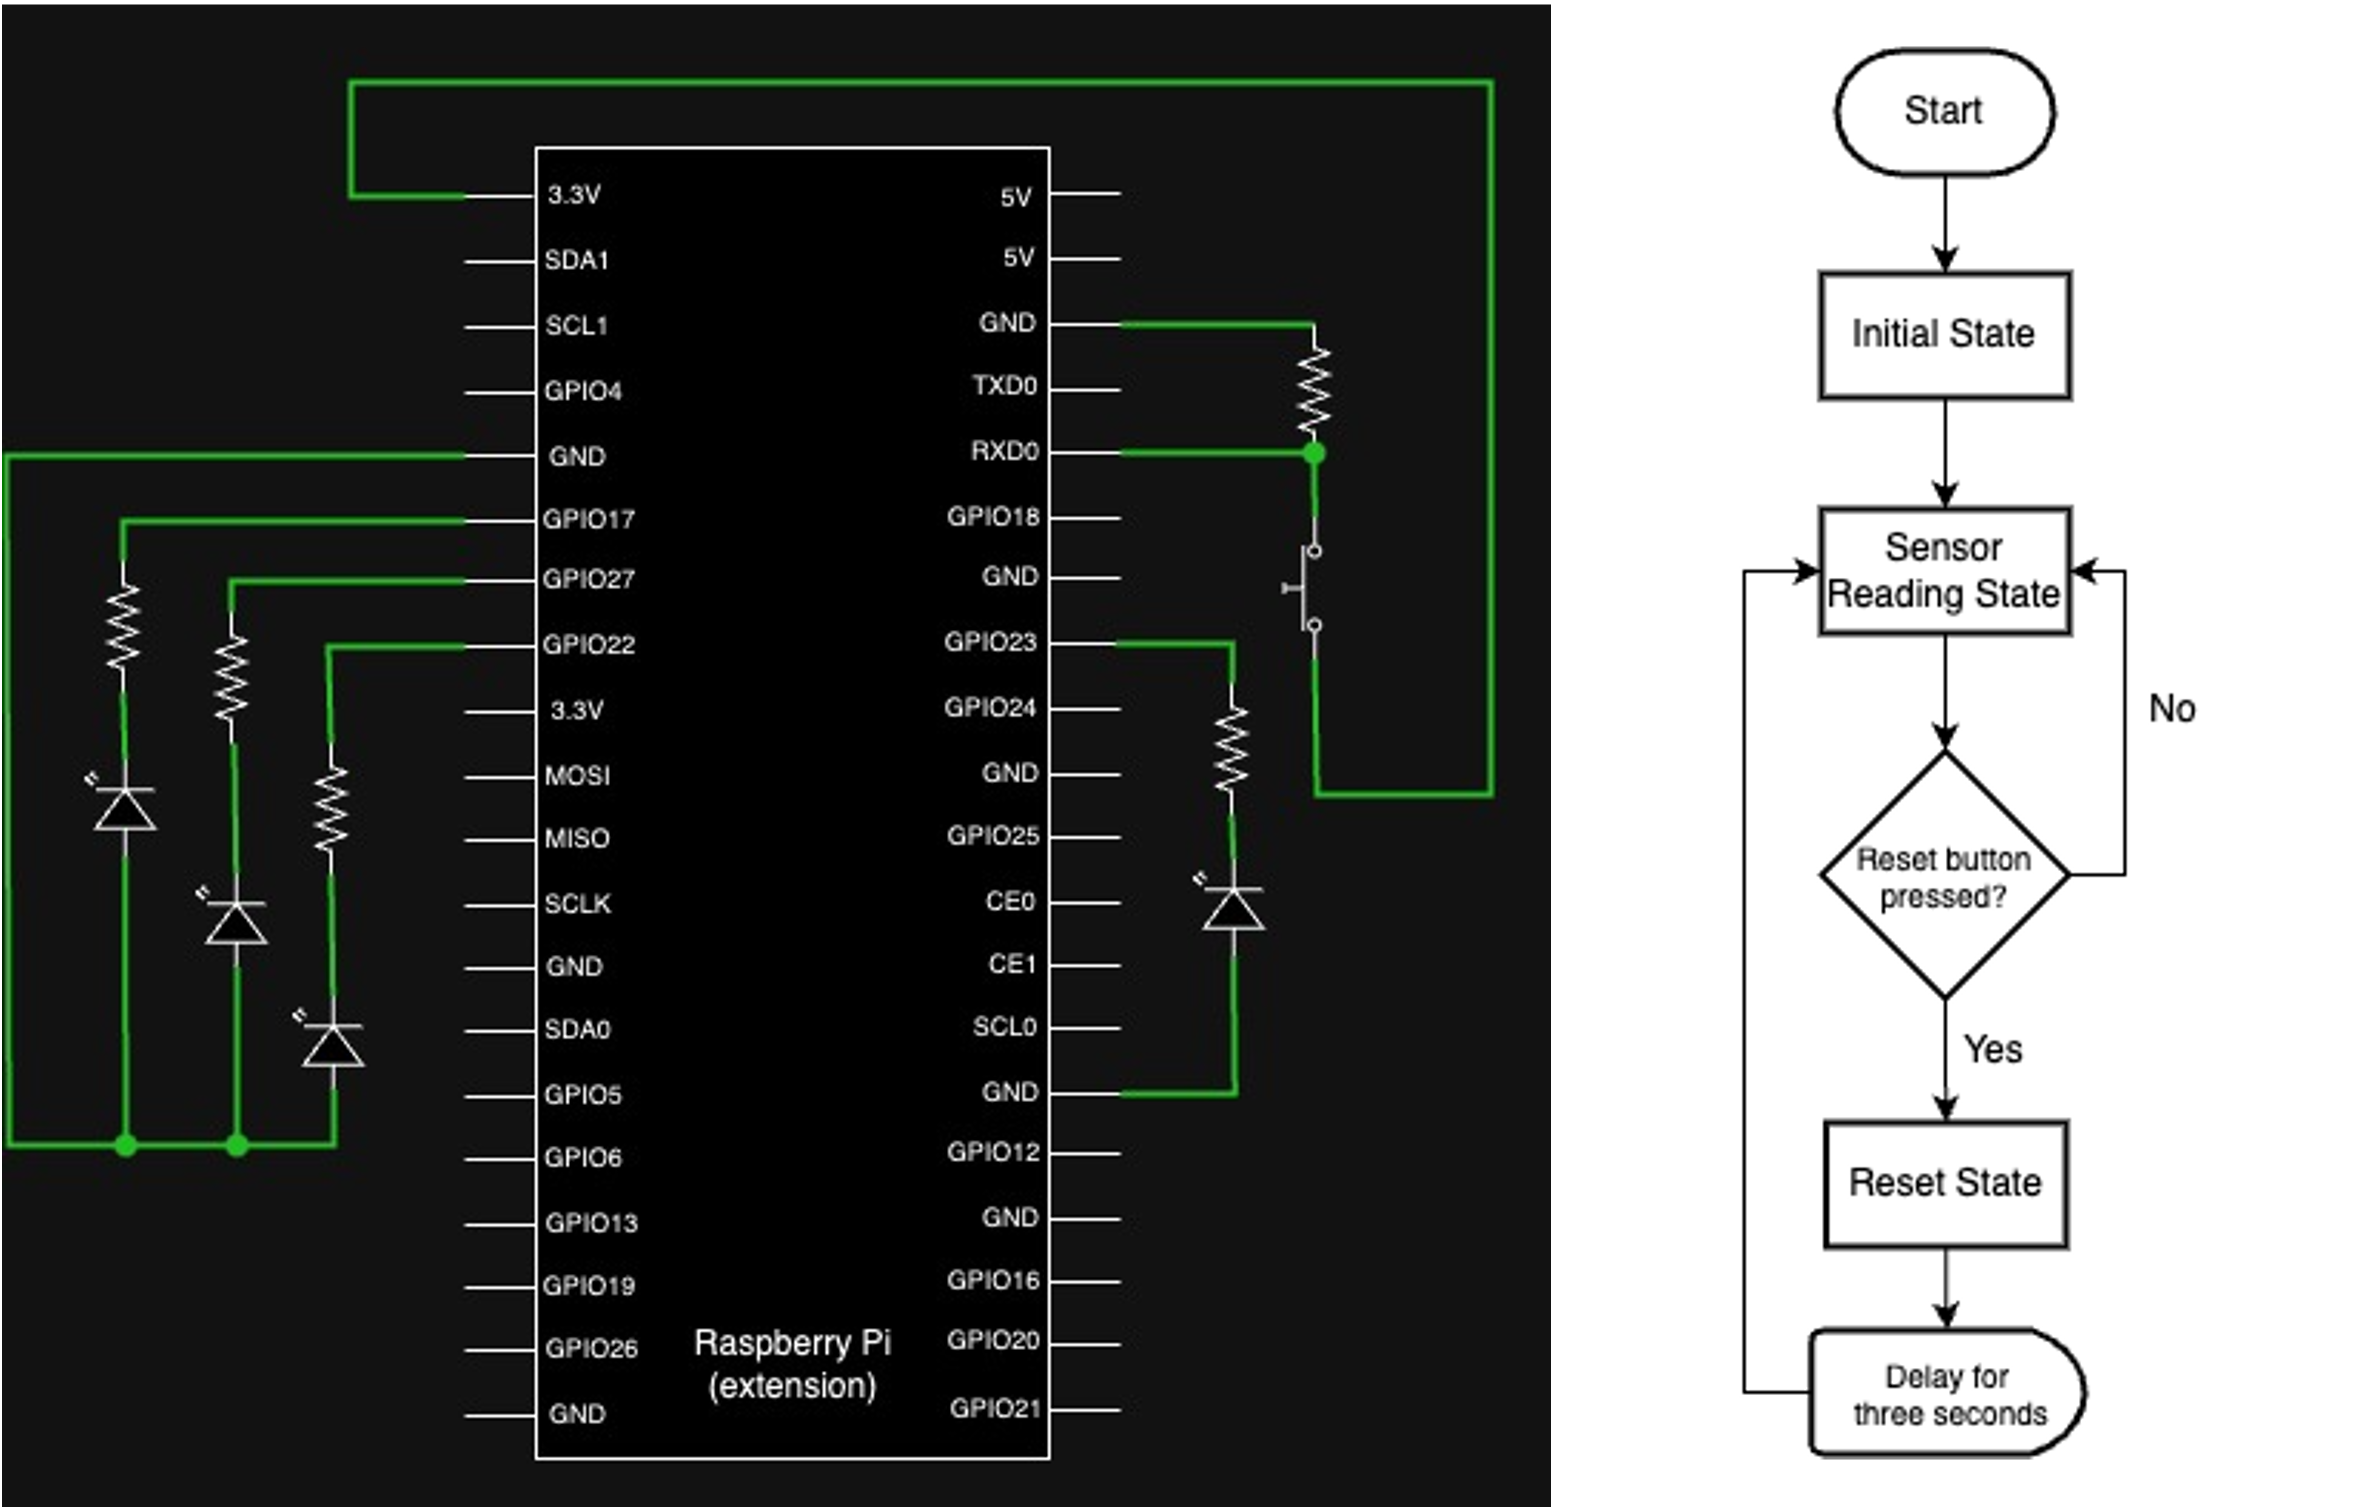 3.3V
SDA1
SCL1
GPIO4
GND
GPIO17
GPIO27
GPIO22
3.3V
MOSI
MISO
SCLK
GND
SDA0
GPIO5
GPIO6
GPIO13
GPIO19
GPIO26
GND
5V
5V
GND
TXD0
RXD0
GPIO18
GND
GPIO23
GPIO24
GND
GPIO25
CE0
CE1
SCL0
GND
GPIO12
GND
GPIO16
GPIO20
GPIO21
Raspberry Pi
(extension)
Start
Initial State
Sensor
Reading State
No
Reset button
pressed?
Yes
Reset State
Delay for
three seconds